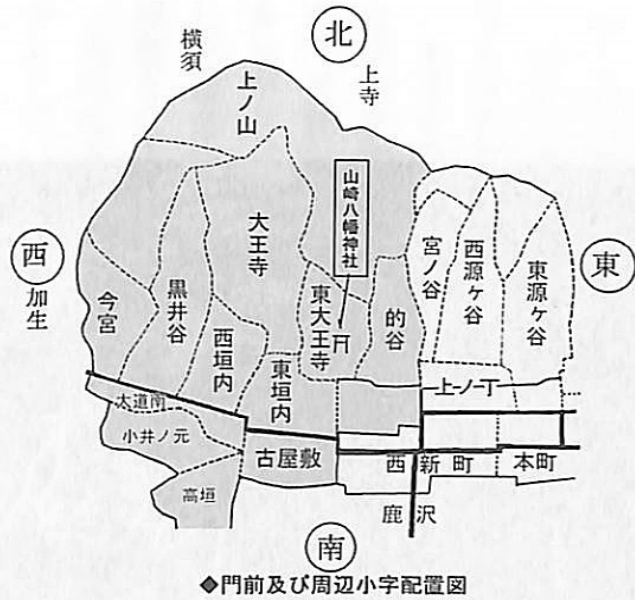 北
横須
上寺
上ノ山
山崎八幡神社
大王寺
宮ノ谷
西源ヶ谷
東源ヶ谷
東
西
加生
黒井谷
今宮
東大王寺
的谷
西垣内
東垣内
上ノ丁
大道南
小井ノ元
古屋敷
西新町
本町
高垣
鹿沢
南
◆門前及び周辺小字配置図